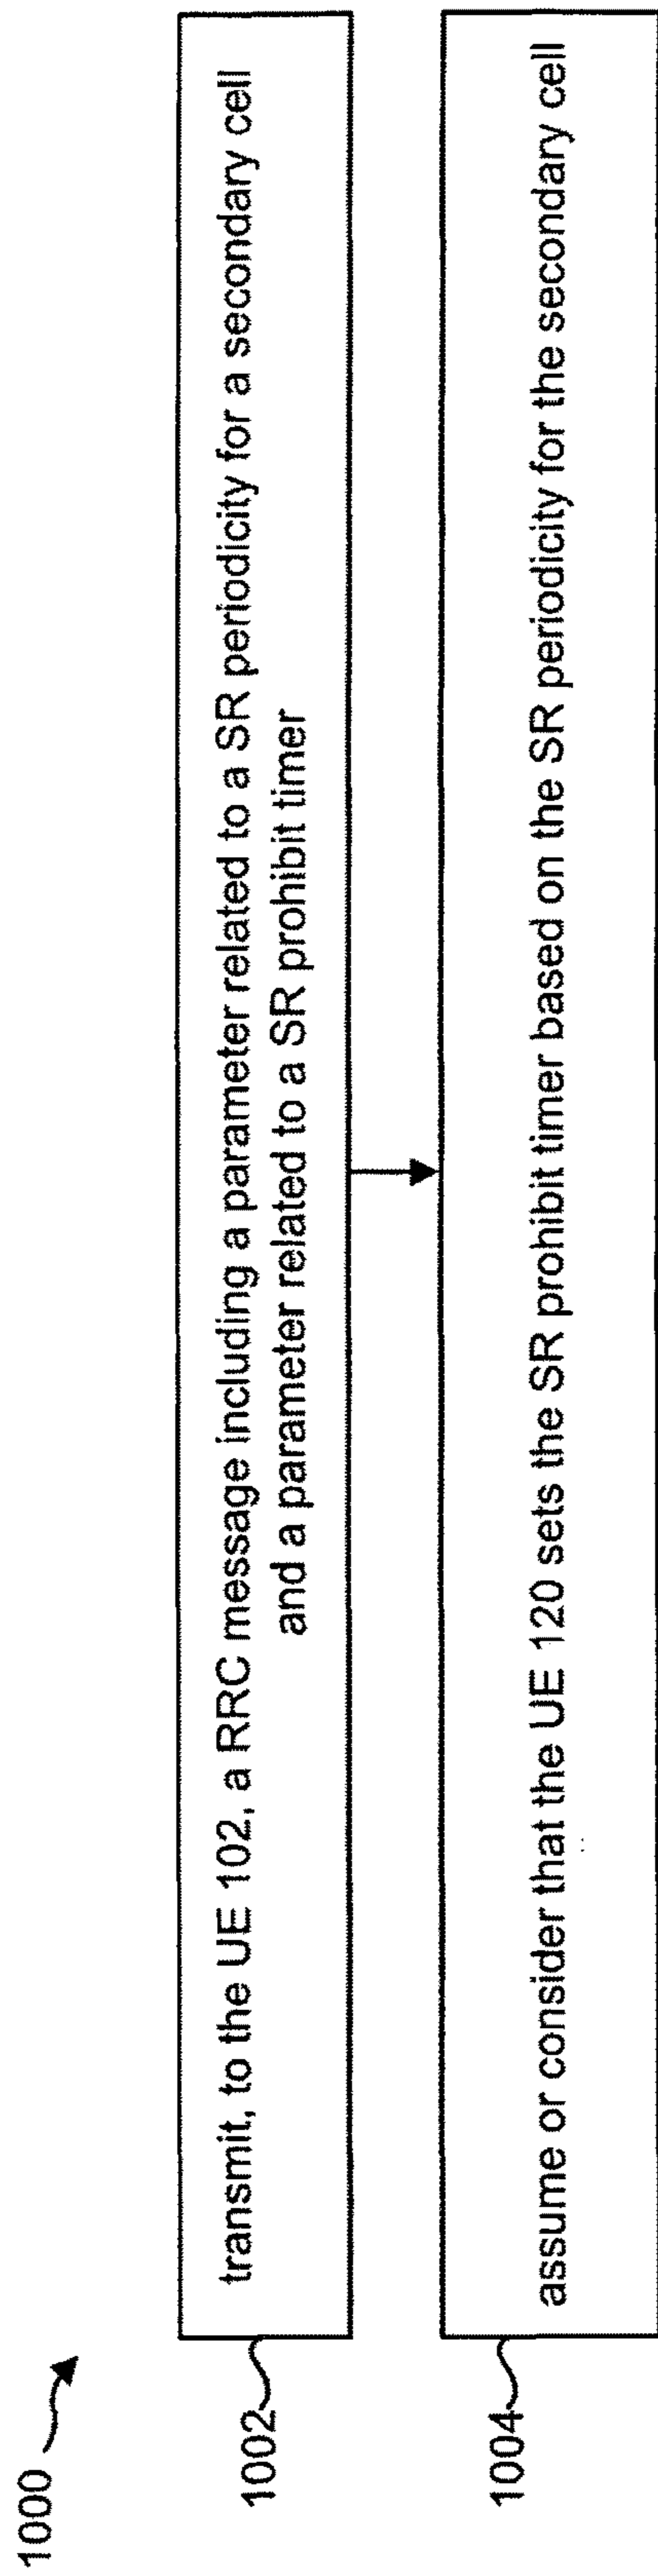 1000
1002
transmit, to the UE 102, a RRC message including a parameter related to a SR periodicity for a secondary cell
and a parameter related to a SR prohibit timer
1004
assume or consider that the UE 120 sets the SR prohibit timer based on the SR periodicity for the secondary cell